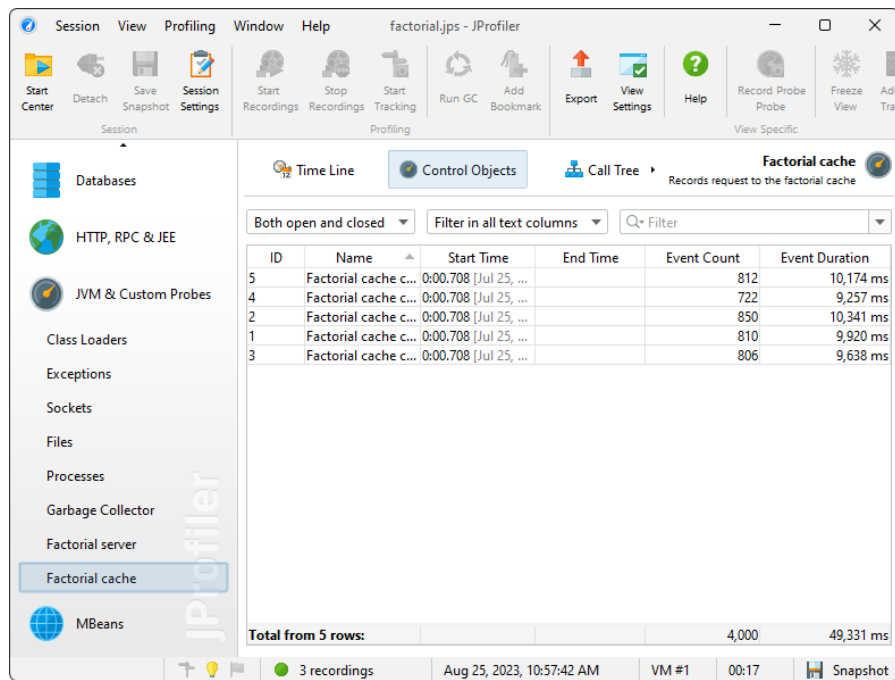 Session View Profiling Window Help factorial.jps - JProfiler
Start Center
Detach
Save Snapshot
Session Settings
Start Recordings
Stop Recordings
Start Tracking
Run GC
Add Bookmark
Export
View Settings
Help
Record Probe Probe
Freeze View
Session Profiling View Specific
Databases
HTTP, RPC & JEE
JVM & Custom Probes
Class Loaders
Exceptions
Sockets
Files
Processes
Garbage Collector
Factorial server
Factorial cache
MBeans
JProfiler
Time Line Control Objects Call Tree
Factorial cache
Records request to the factorial cache
Both open and closed Filter in all text columns Filter
ID Name Start Time End Time Event Count Event Duration
5 Factorial cache c... 0:00.708 [Jul 25, ... 812 10,174 ms
4 Factorial cache c... 0:00.708 [Jul 25, ... 722 9,257 ms
2 Factorial cache c... 0:00.708 [Jul 25, ... 850 10,341 ms
1 Factorial cache c... 0:00.708 [Jul 25, ... 810 9,920 ms
3 Factorial cache c... 0:00.708 [Jul 25, ... 806 9,638 ms
Total from 5 rows: 4,000 49,331 ms
3 recordings Aug 25, 2023, 10:57:42 AM VM #1 00:17 Snapshot